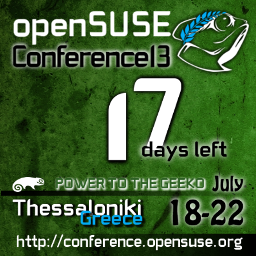 openSUSE
Conference13
17
days left
POWER TO THE GEEKO July
Thessaloniki 18-22
Greece
http://conference.opensuse.org